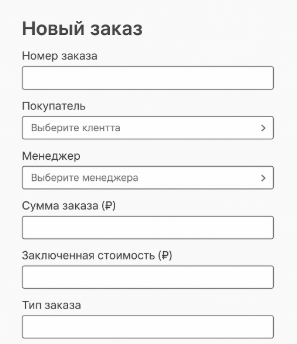 Новый заказ
Номер заказа
Покупатель
Выберите клентта
Менеджер
Выберите менеджера
Сумма заказа (₽)
Заключенная стоимость (₽)
Тип заказа